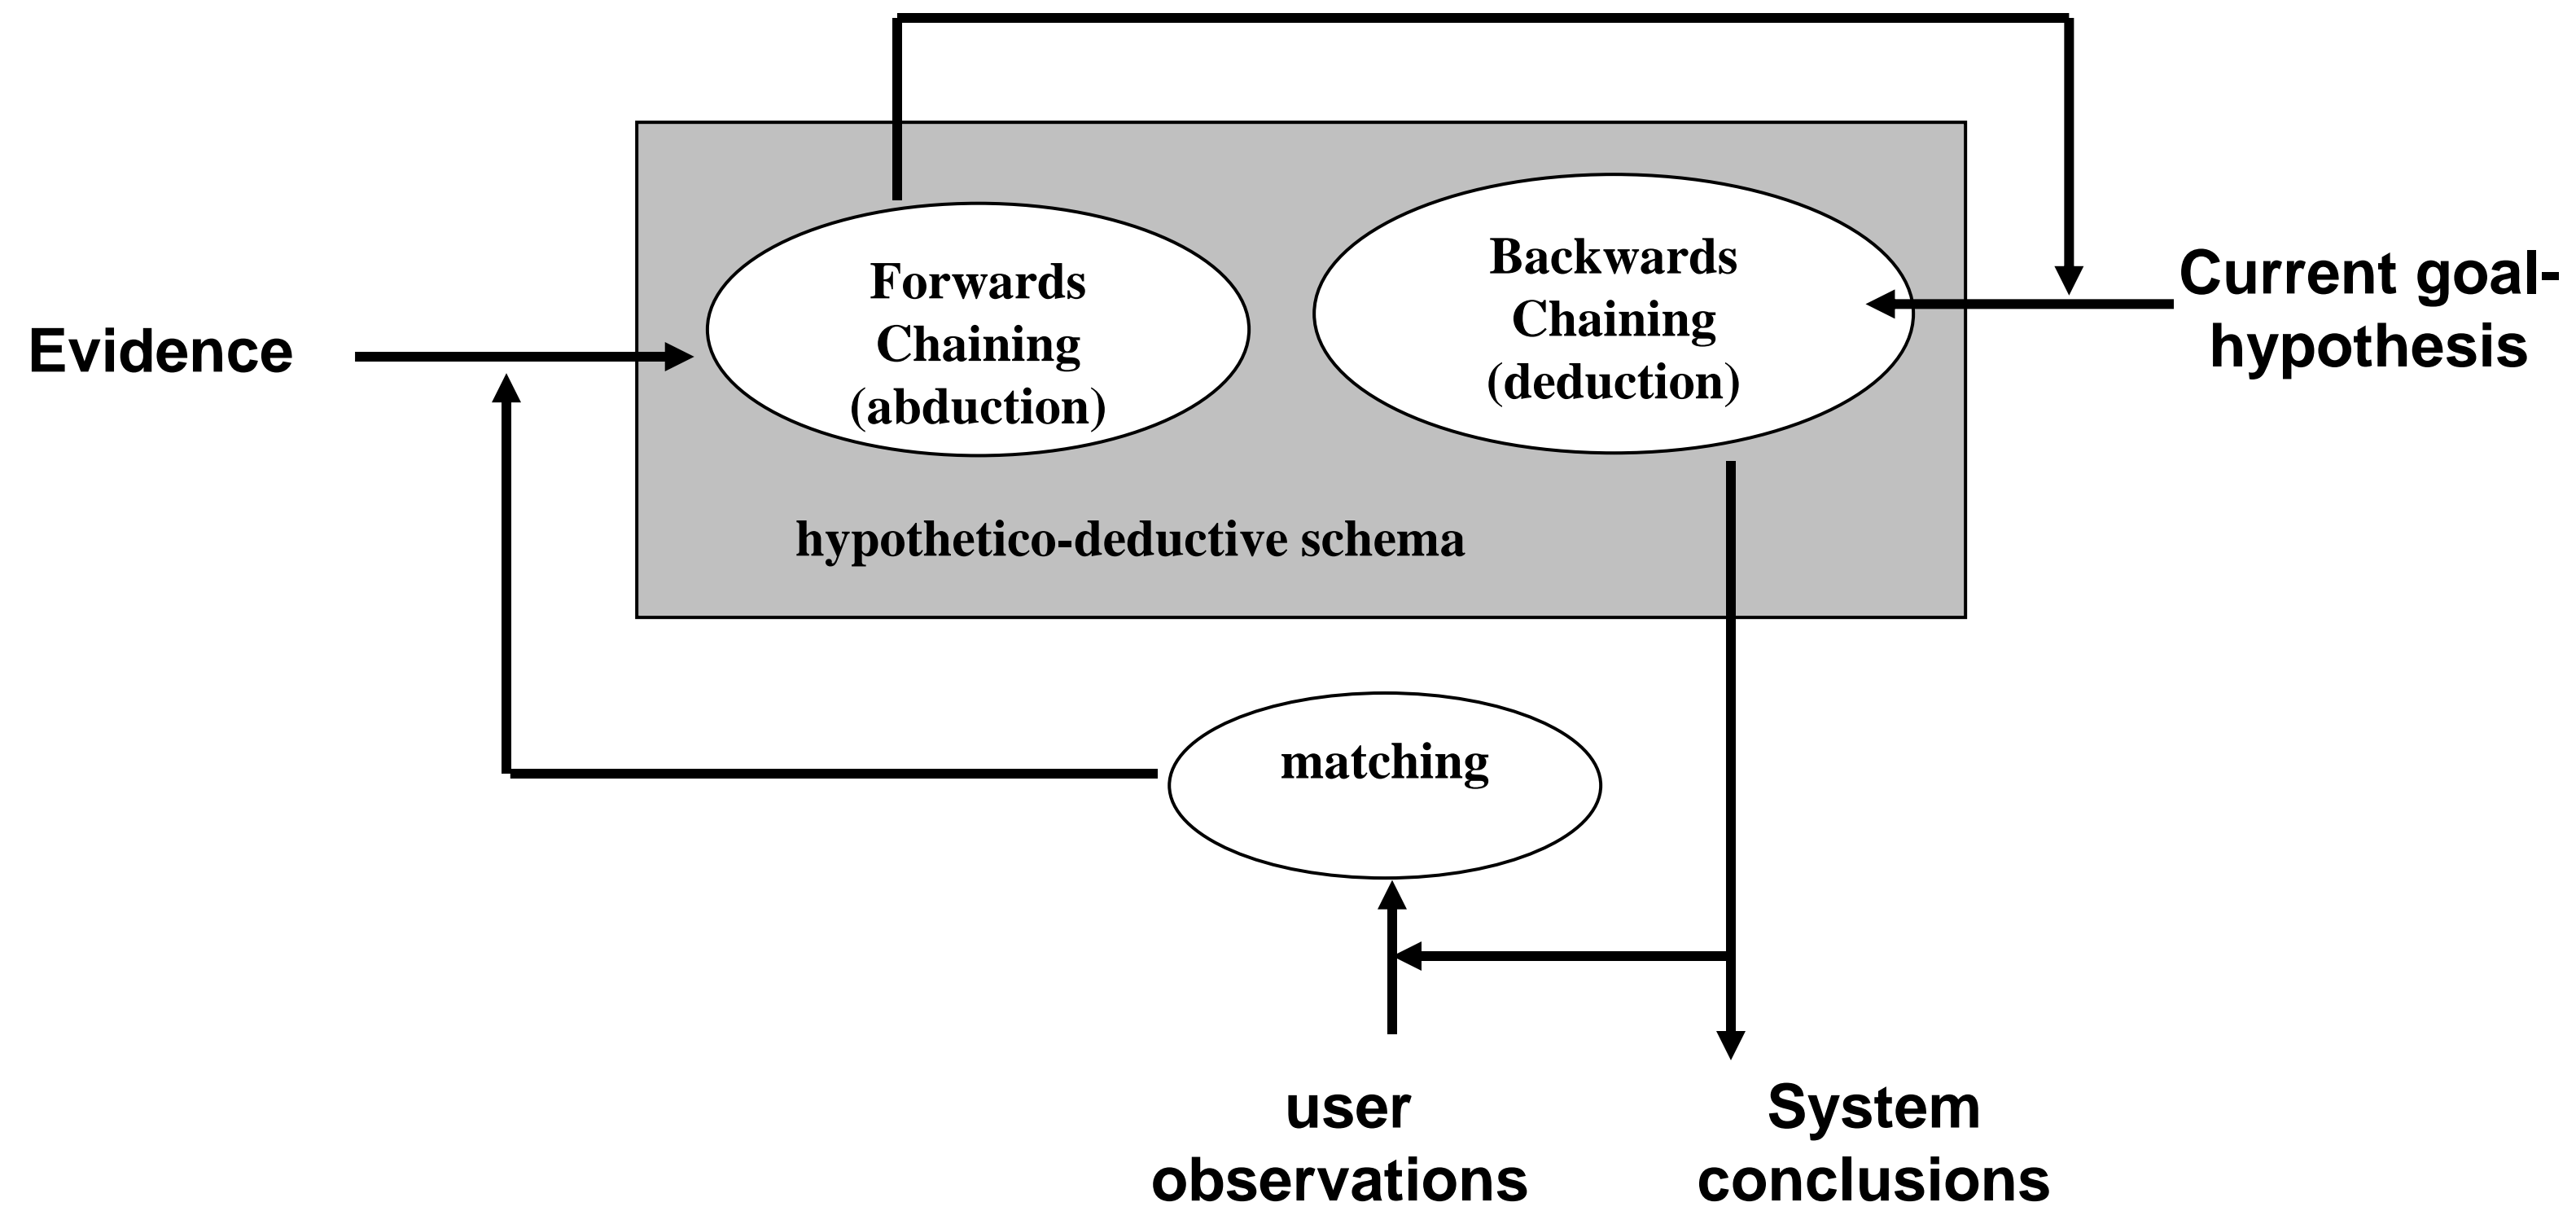 Evidence
Forwards
Chaining
(abduction)
Backwards
Chaining
(deduction)
Current goal-
hypothesis
hypothetico-deductive schema
matching
user
observations
System
conclusions